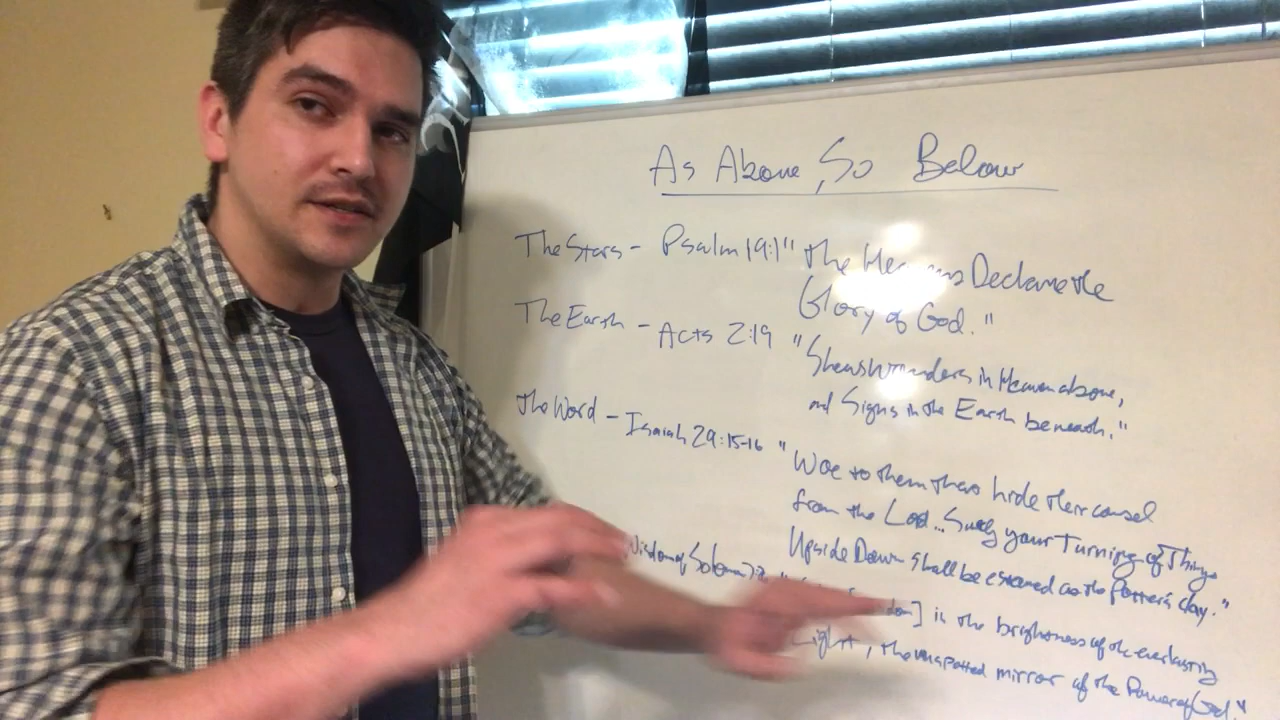 As Above, So Below
The Stars - Psalm 19:1 "The Heavens Declare the
Glory of God."
The Earth - Acts 2:19 "Shews Wonders in Heaven above,
and Signs in the Earth beneath."
The Word - Isaiah 29:15-16 "Woe to them that hide their counsel
from the Lord... Surely your Turning of Things
Upside Down shall be esteemed as the potter's clay."
Wisdom of Solomon is the brightness of the everlasting
Light, the unspotted mirror of the Power of God."